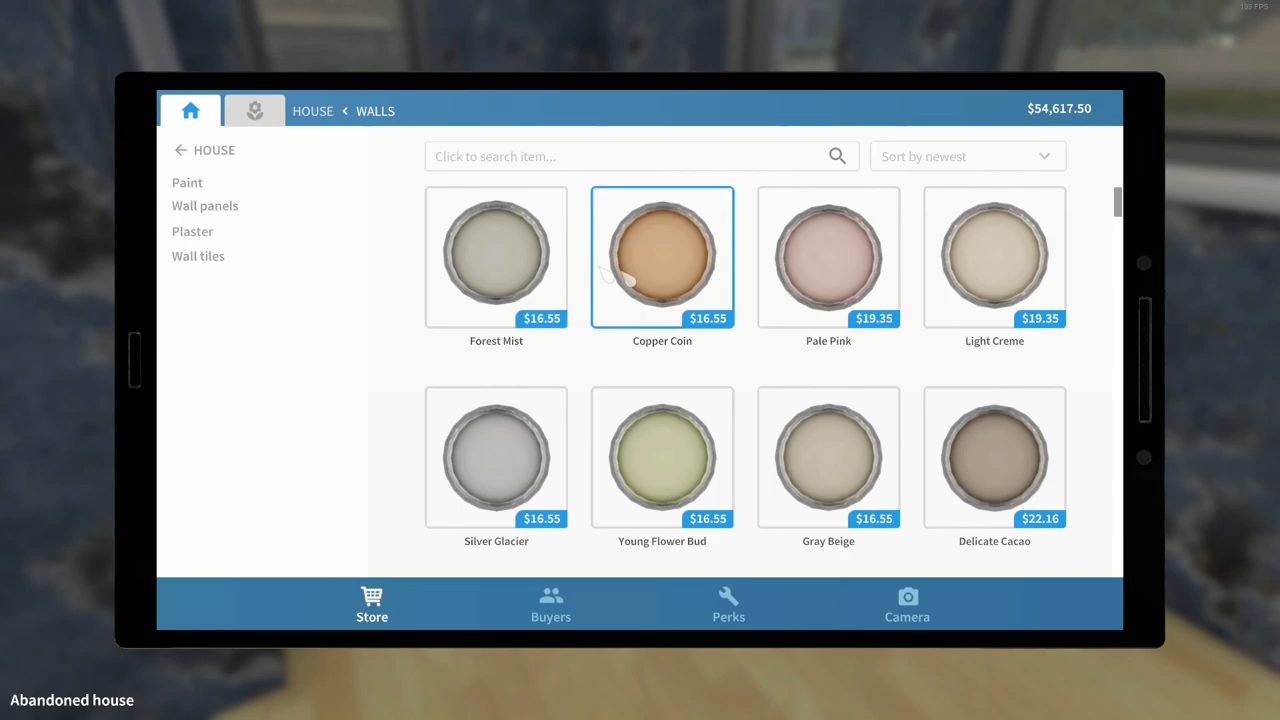 199 FPS
HOUSE < WALLS
$54,617.50
← HOUSE
Paint
Wall panels
Plaster
Wall tiles
Click to search item...
Sort by newest
$16.55
Forest Mist
$16.55
Copper Coin
$19.35
Pale Pink
$19.35
Light Creme
$16.55
Silver Glacier
$16.55
Young Flower Bud
$16.55
Gray Beige
$22.16
Delicate Cacao
Store
Buyers
Perks
Camera
Abandoned house